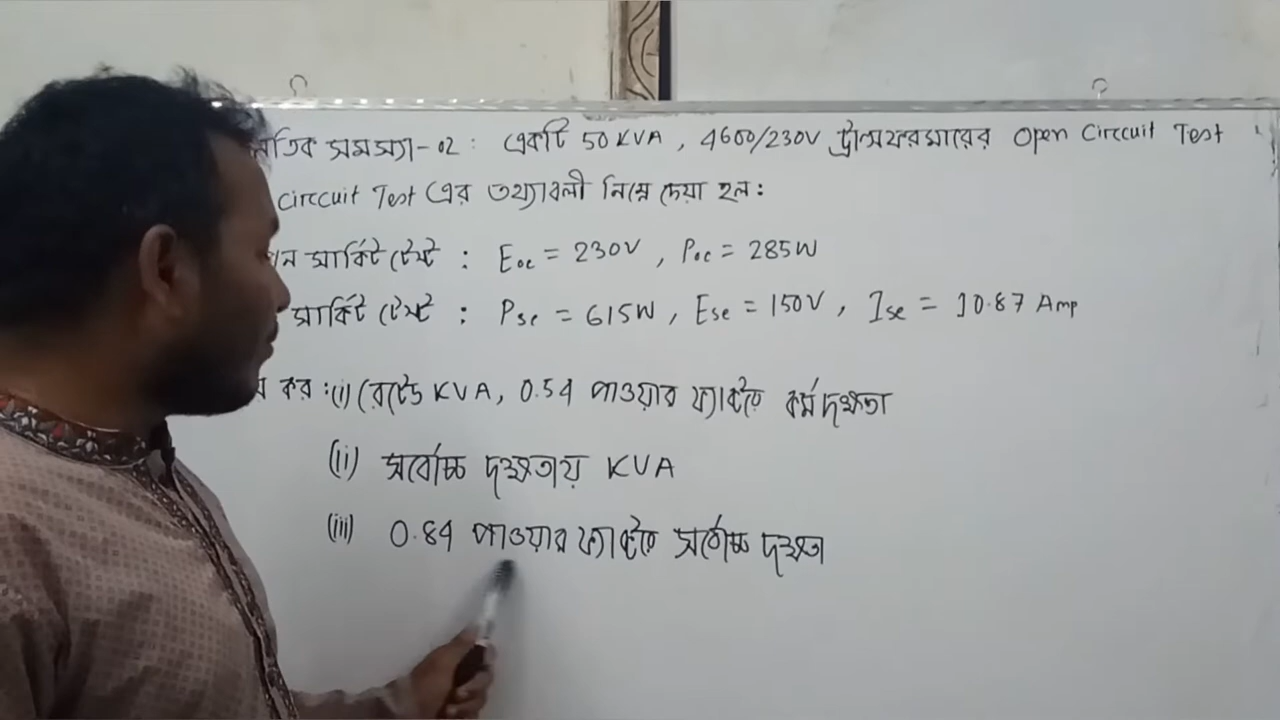 সমস্যা-02 : একটি 50 KVA , 4600/230V ট্রান্সফরমারের Open Circcuit Test
Circcuit Test এর তথ্যাবলী নিম্নে দেয়া হল :
সার্কিট টেস্ট : Eoc = 230V , Poc = 285W
সার্কিট টেস্ট : Psc = 615W , Esc = 150V , Isc = 10.87 Amp
কর : (i) রেটেড KVA, 0.54 পাওয়ার ফ্যাক্টরে কর্মদক্ষতা
(ii) সর্বোচ্চ দক্ষতায় KVA
(iii) 0.84 পাওয়ার ফ্যাক্টরে সর্বোচ্চ দক্ষতা